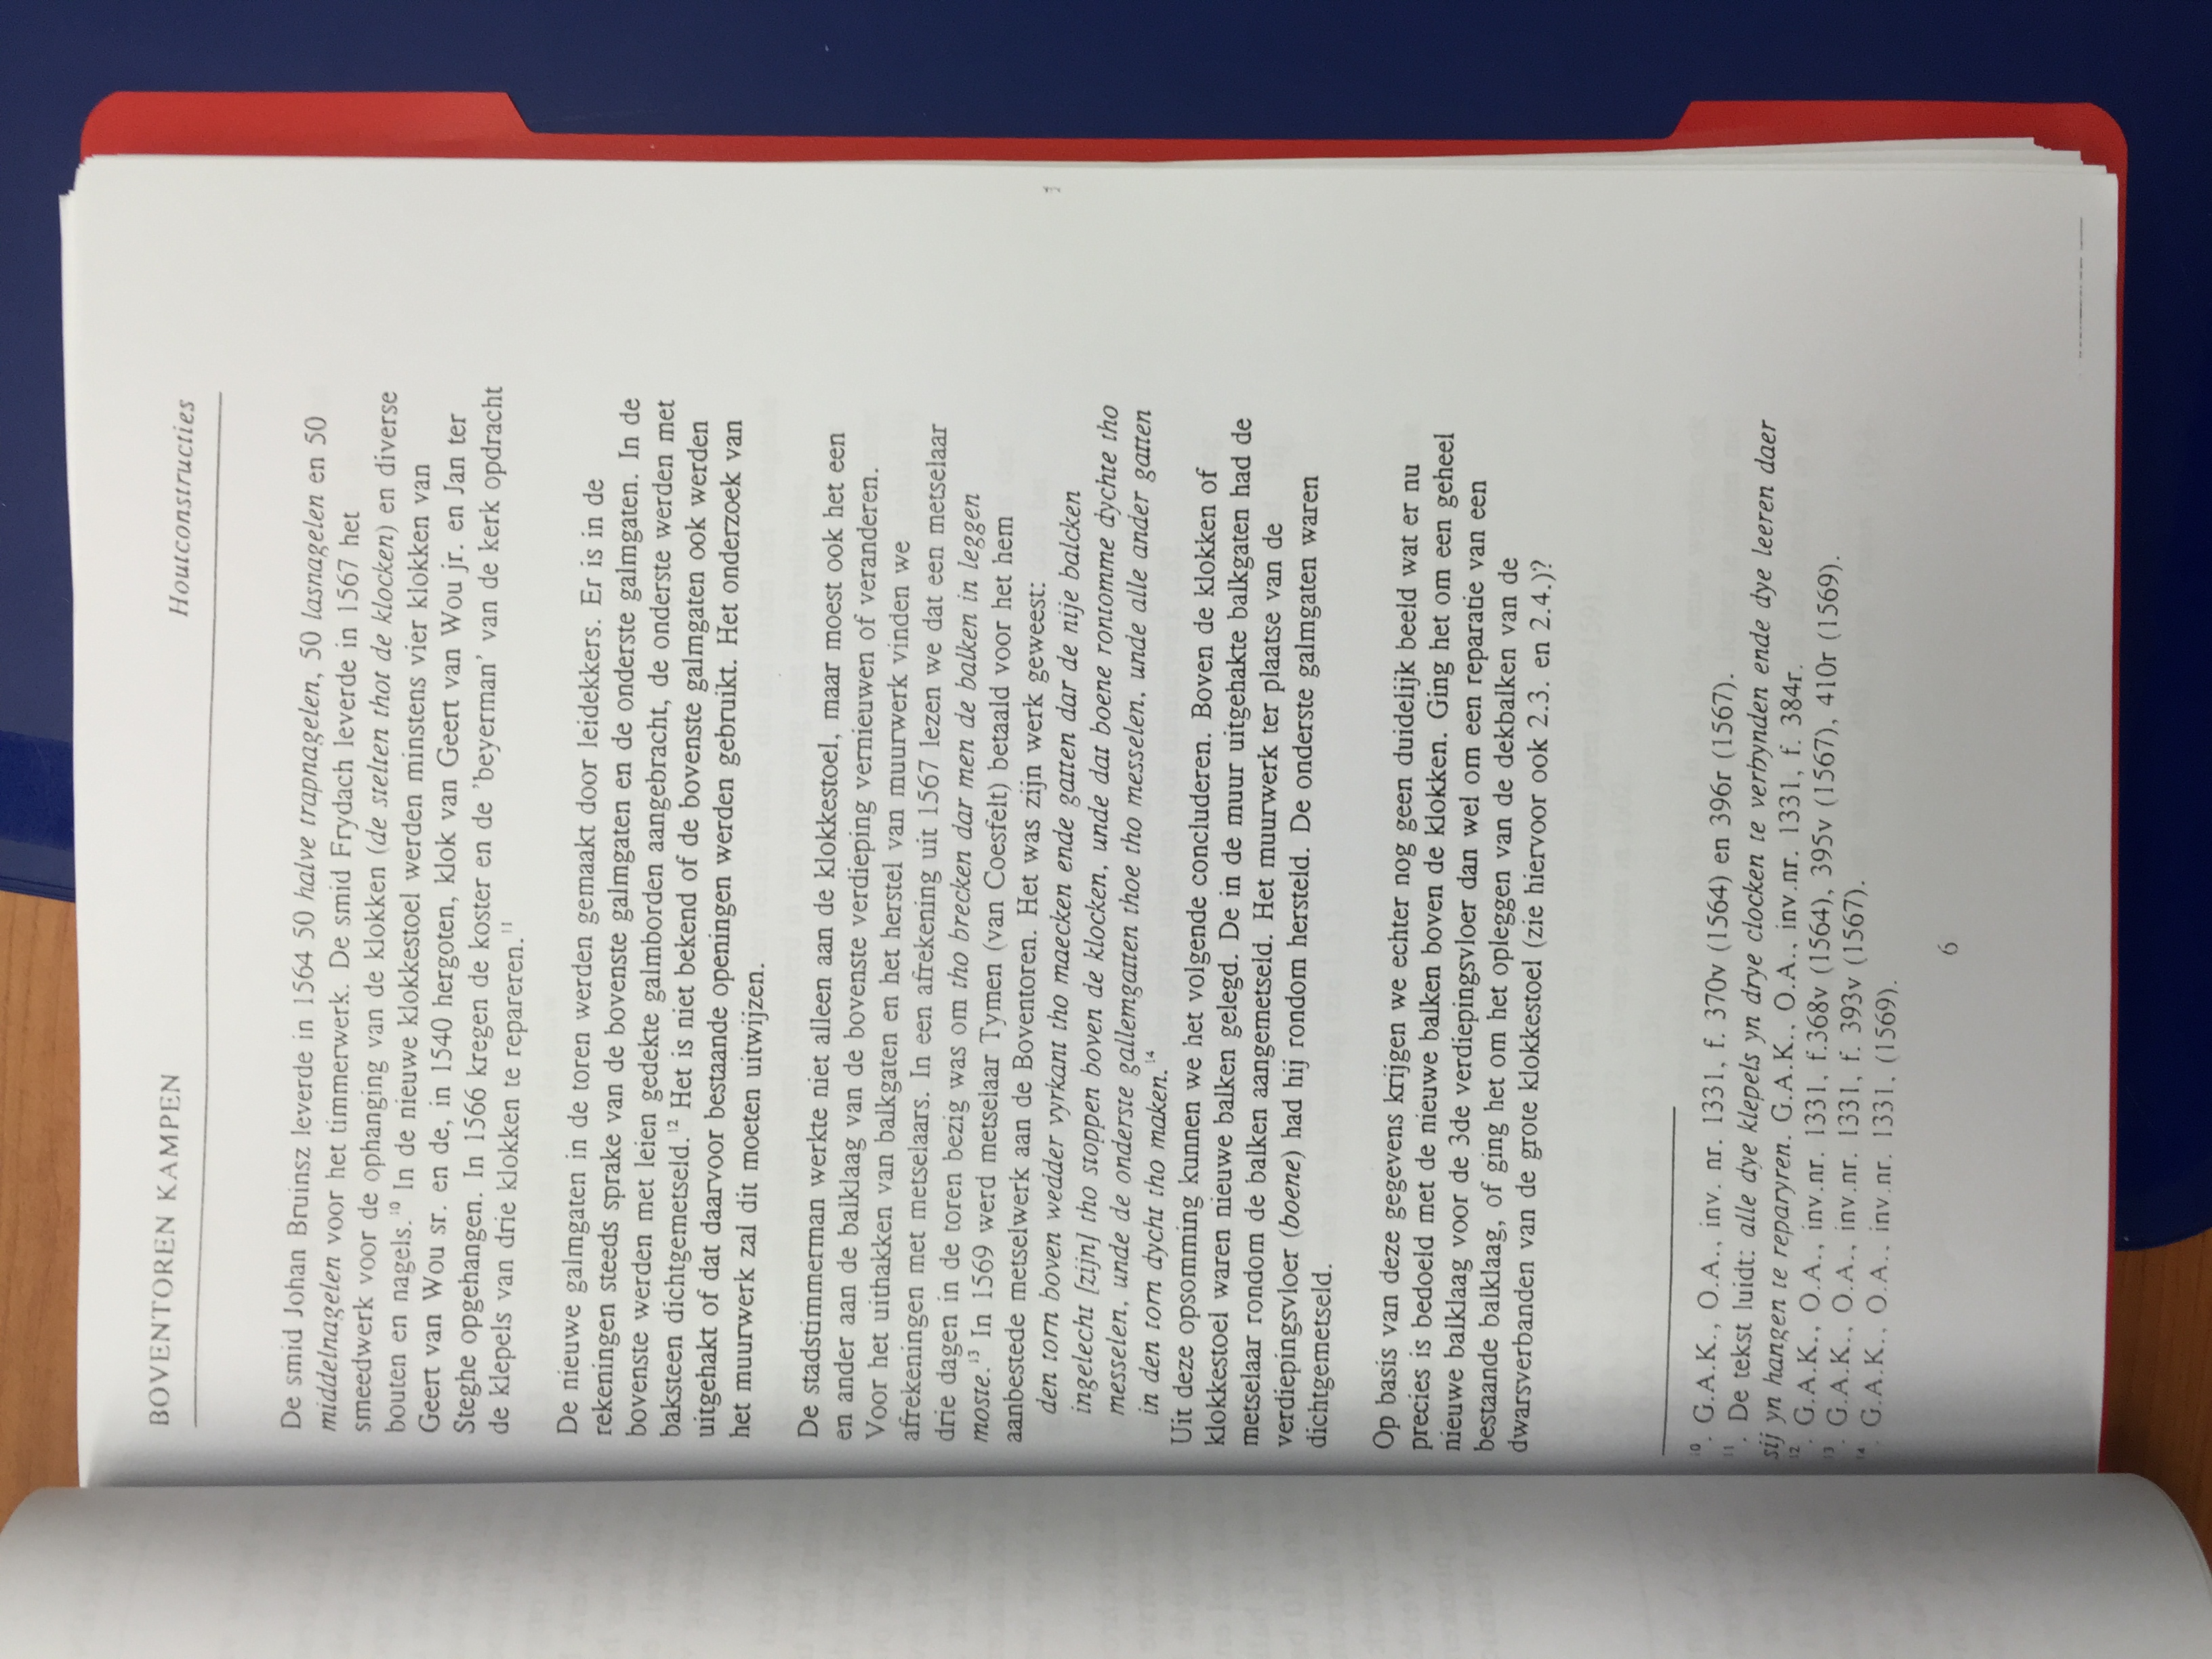 BOVENTOREN KAMPEN Houtconstructies
De smid Johan Bruinsz leverde in 1564 50 halve trapnagelen, 50 lasnagelen en 50
middelnagelen voor het timmerwerk. De smid Frydach leverde in 1567 het
smeedwerk voor de ophanging van de klokken (de stelten thot de klocken) en diverse
bouten en nagels.¹⁰ In de nieuwe klokkestoel werden minstens vier klokken van
Geert van Wou sr. en de, in 1540 hergoten, klok van Geert van Wou jr. en Jan ter
Steghe opgehangen. In 1566 kregen de koster en de 'beyerman' van de kerk opdracht
de klepels van drie klokken te repareren.¹¹
De nieuwe galmgaten in de toren werden gemaakt door leidekkers. Er is in de
rekeningen steeds sprake van de bovenste galmgaten en de onderste galmgaten. In de
bovenste werden met leien gedekte galmborden aangebracht, de onderste werden met
baksteen dichtgemetseld.¹² Het is niet bekend of de bovenste galmgaten ook werden
uitgehakt of dat daarvoor bestaande openingen werden gebruikt. Het onderzoek van
het muurwerk zal dit moeten uitwijzen.
De stadstimmerman werkte niet alleen aan de klokkestoel, maar moest ook het een
en ander aan de balklaag van de bovenste verdieping vernieuwen of veranderen.
Voor het uithakken van balkgaten en het herstel van muurwerk vinden we
afrekeningen met metselaars. In een afrekening uit 1567 lezen we dat een metselaar
drie dagen in de toren bezig was om tho brecken dar men de balken in leggen
moste.¹³ In 1569 werd metselaar Tymen (van Coesfelt) betaald voor het hem
aanbestede metselwerk aan de Boventoren. Het was zijn werk geweest:
den torn boven wedder vyrkant tho maecken ende gatten dar de nije balcken
ingelecht [zijn] tho stoppen boven de klocken, unde dat boene rontomme dychte tho
messelen, unde de onderste gallemgatten thoe tho messelen, unde alle ander gatten
in den torn dycht tho maken.¹⁴
Uit deze opsomming kunnen we het volgende concluderen. Boven de klokken of
klokkestoel waren nieuwe balken gelegd. De in de muur uitgehakte balkgaten had de
metselaar rondom de balken aangemetseld. Het muurwerk ter plaatse van de
verdiepingsvloer (boene) had hij rondom hersteld. De onderste galmgaten waren
dichtgemetseld.
Op basis van deze gegevens krijgen we echter nog geen duidelijk beeld wat er nu
precies is bedoeld met de nieuwe balken boven de klokken. Ging het om een geheel
nieuwe balklaag voor de 3de verdiepingsvloer dan wel om een reparatie van een
bestaande balklaag, of ging het om het opleggen van de dekbalken van de
dwarsverbanden van de grote klokkestoel (zie hiervoor ook 2.3. en 2.4.)?
¹⁰. G.A.K., O.A., inv. nr. 1331, f. 370v (1564) en 396r (1567).
¹¹. De tekst luidt: alle dye klepels yn drye clocken te verbynden ende dye leeren daer
sij yn hangen te reparyren. G.A.K., O.A., inv.nr. 1331, f. 384r.
¹². G.A.K., O.A., inv.nr. 1331, f.368v (1564), 395v (1567), 410r (1569).
¹³. G.A.K., O.A., inv.nr. 1331, f. 393v (1567).
¹⁴. G.A.K., O.A., inv.nr. 1331, (1569).
6